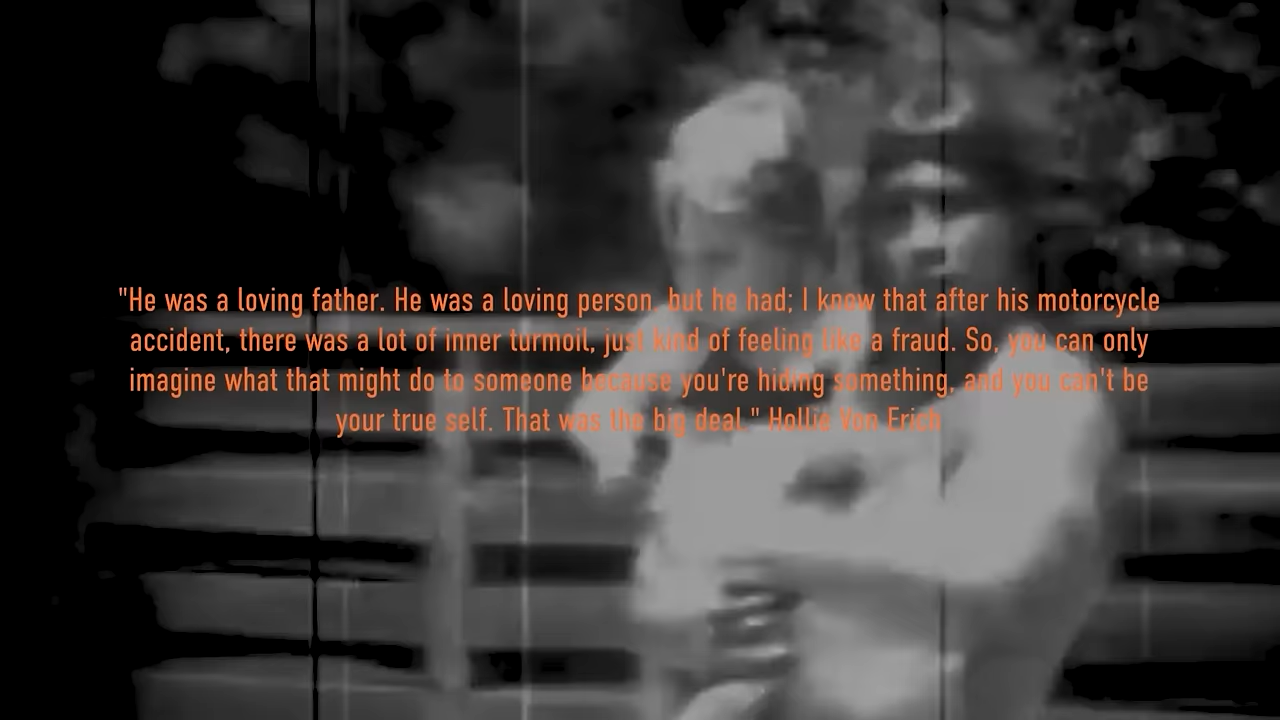 "He was a loving father. He was a loving person, but he had; I know that after his motorcycle
accident, there was a lot of inner turmoil, just kind of feeling like a fraud. So, you can only
imagine what that might do to someone because you're hiding something, and you can't be
your true self. That was the big deal." Hollie Von Erich